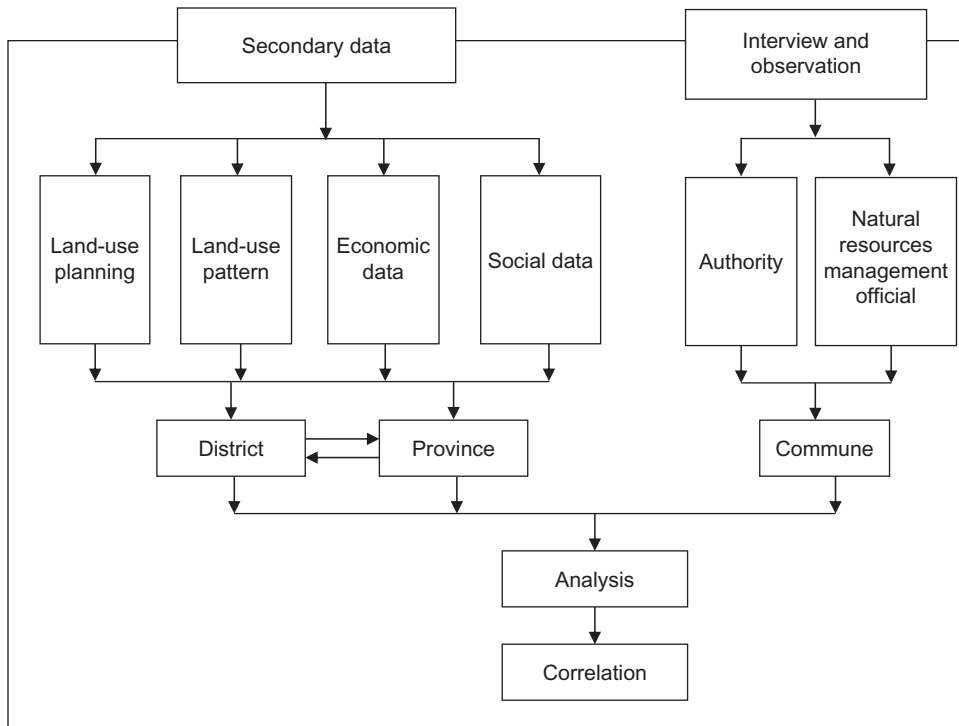 Secondary data
Interview and
observation
Land-use
planning
Land-use
pattern
Economic
data
Social data
Authority
Natural
resources
management
official
District
Province
Commune
Analysis
Correlation